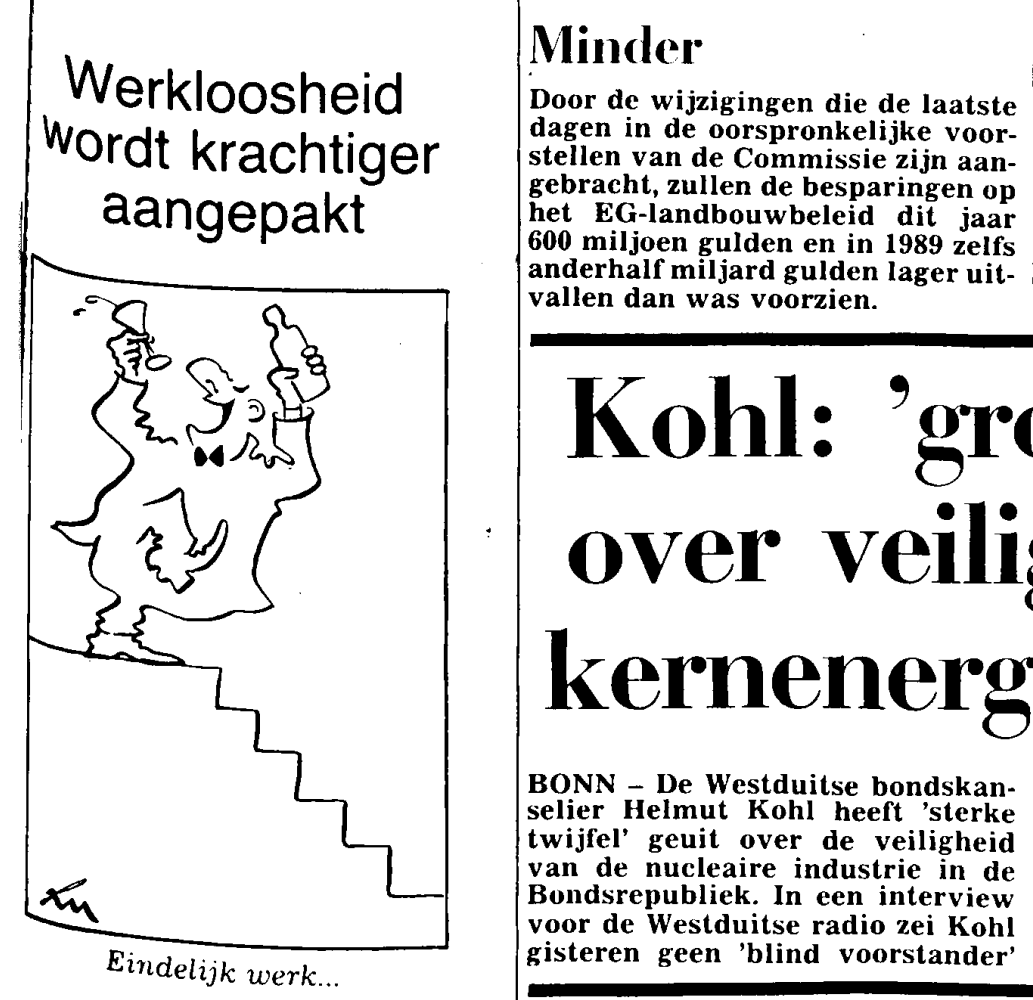 Werkloosheid
wordt krachtiger
aangepakt
Eindelijk werk...
Minder
Door de wijzigingen die de laatste
dagen in de oorspronkelijke voor-
stellen van de Commissie zijn aan-
gebracht, zullen de besparingen op
het EG-landbouwbeleid dit jaar
600 miljoen gulden en in 1989 zelfs
anderhalf miljard gulden lager uit-
vallen dan was voorzien.
Kohl: 'gro
over veilig
kernenerg
BONN – De Westduitse bondskan-
selier Helmut Kohl heeft 'sterke
twijfel' geuit over de veiligheid
van de nucleaire industrie in de
Bondsrepubliek. In een interview
voor de Westduitse radio zei Kohl
gisteren geen 'blind voorstander'